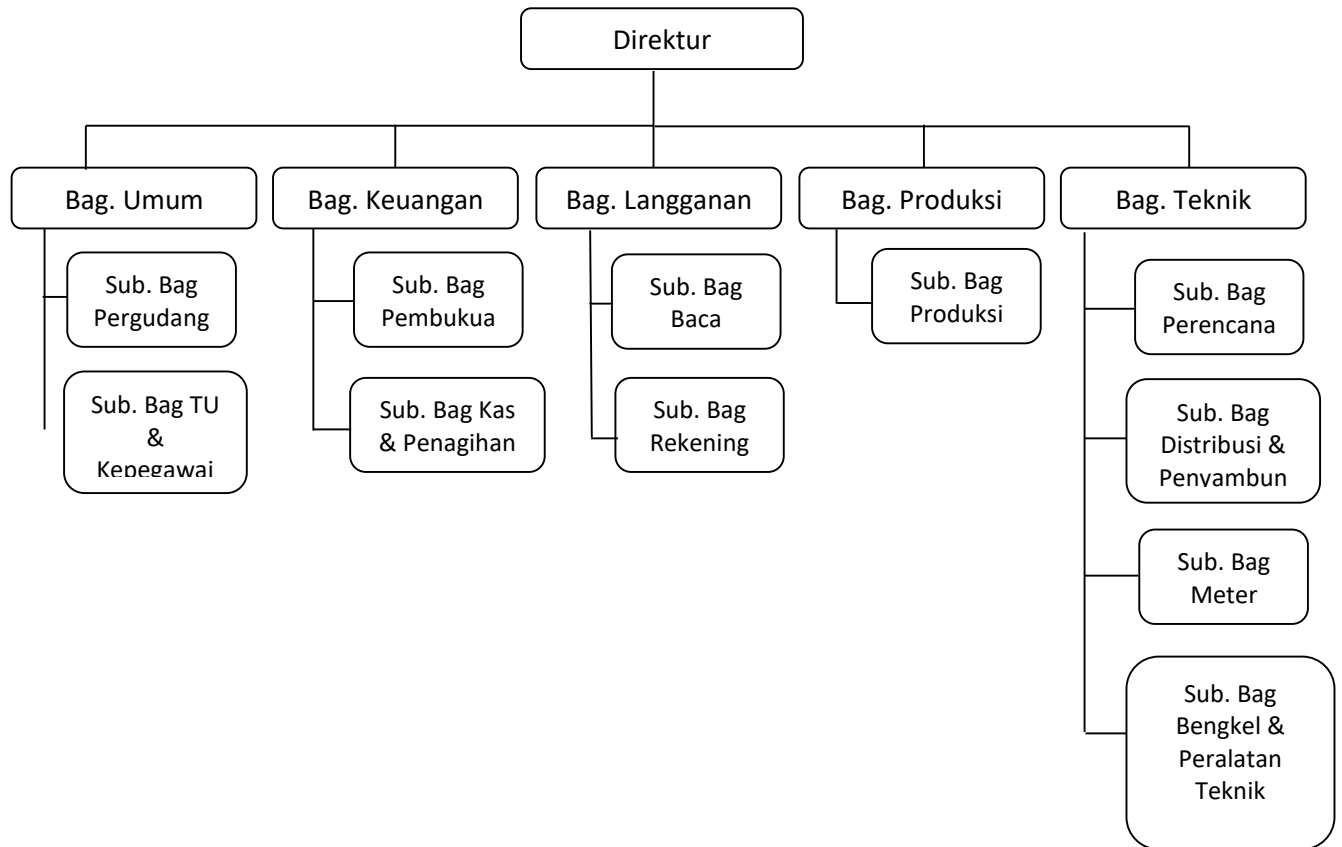 Direktur
Bag. Umum
Bag. Keuangan
Bag. Langganan
Bag. Produksi
Bag. Teknik
Sub. Bag
Pergudang
Sub. Bag TU
&
Kepegawai
Sub. Bag
Pembukua
Sub. Bag Kas
& Penagihan
Sub. Bag
Baca
Sub. Bag
Rekening
Sub. Bag
Produksi
Sub. Bag
Perencana
Sub. Bag
Distribusi &
Penyambun
Sub. Bag
Meter
Sub. Bag
Bengkel &
Peralatan
Teknik